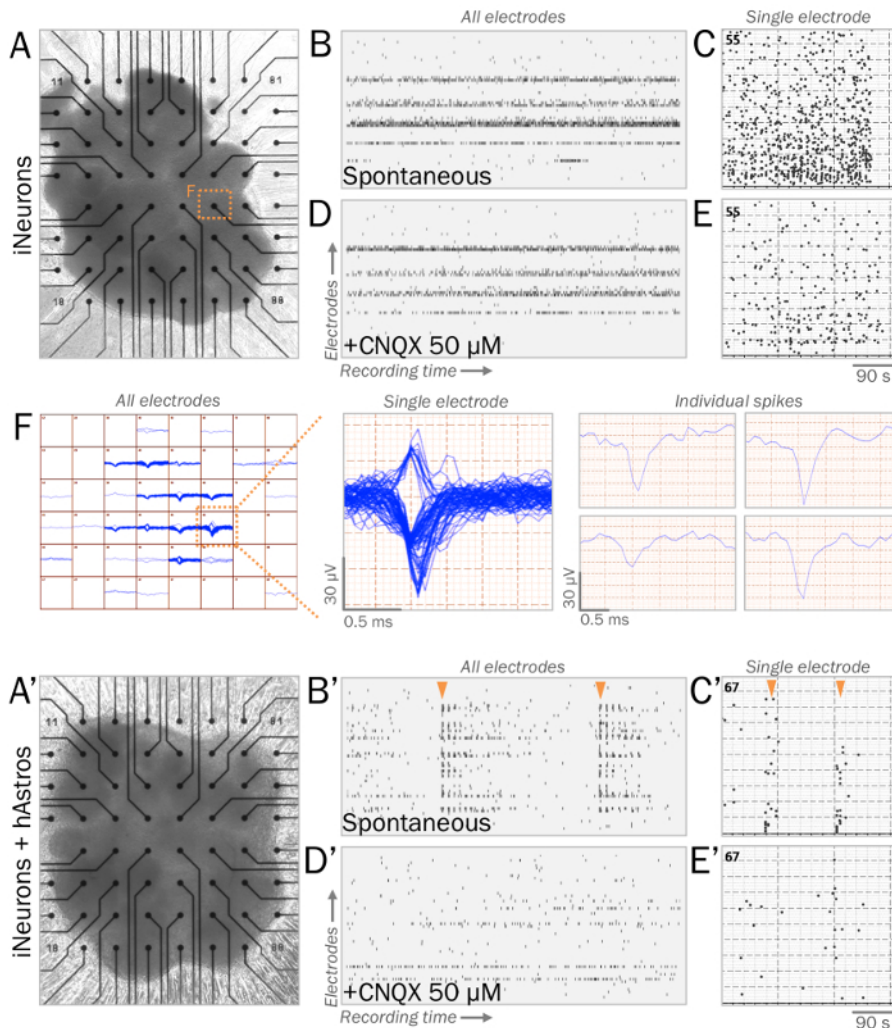 All electrodes
Single electrode
A
B
C
iNeurons
11
81
18
88
F
Spontaneous
55
D
E
Electrodes
+CNQX 50 µM
Recording time
55
90 s
All electrodes
Single electrode
Individual spikes
F
30 µV
0.5 ms
30 µV
0.5 ms
All electrodes
Single electrode
A'
B'
C'
iNeurons + hAstros
11
81
18
88
Spontaneous
67
D'
E'
Electrodes
+CNQX 50 µM
Recording time
67
90 s